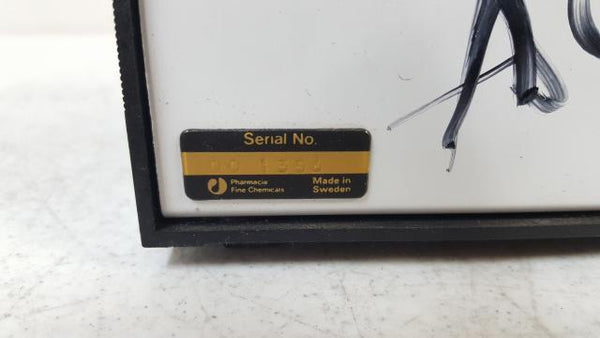 Serial No.
Pharmacia
Fine Chemicals
Made in
Sweden